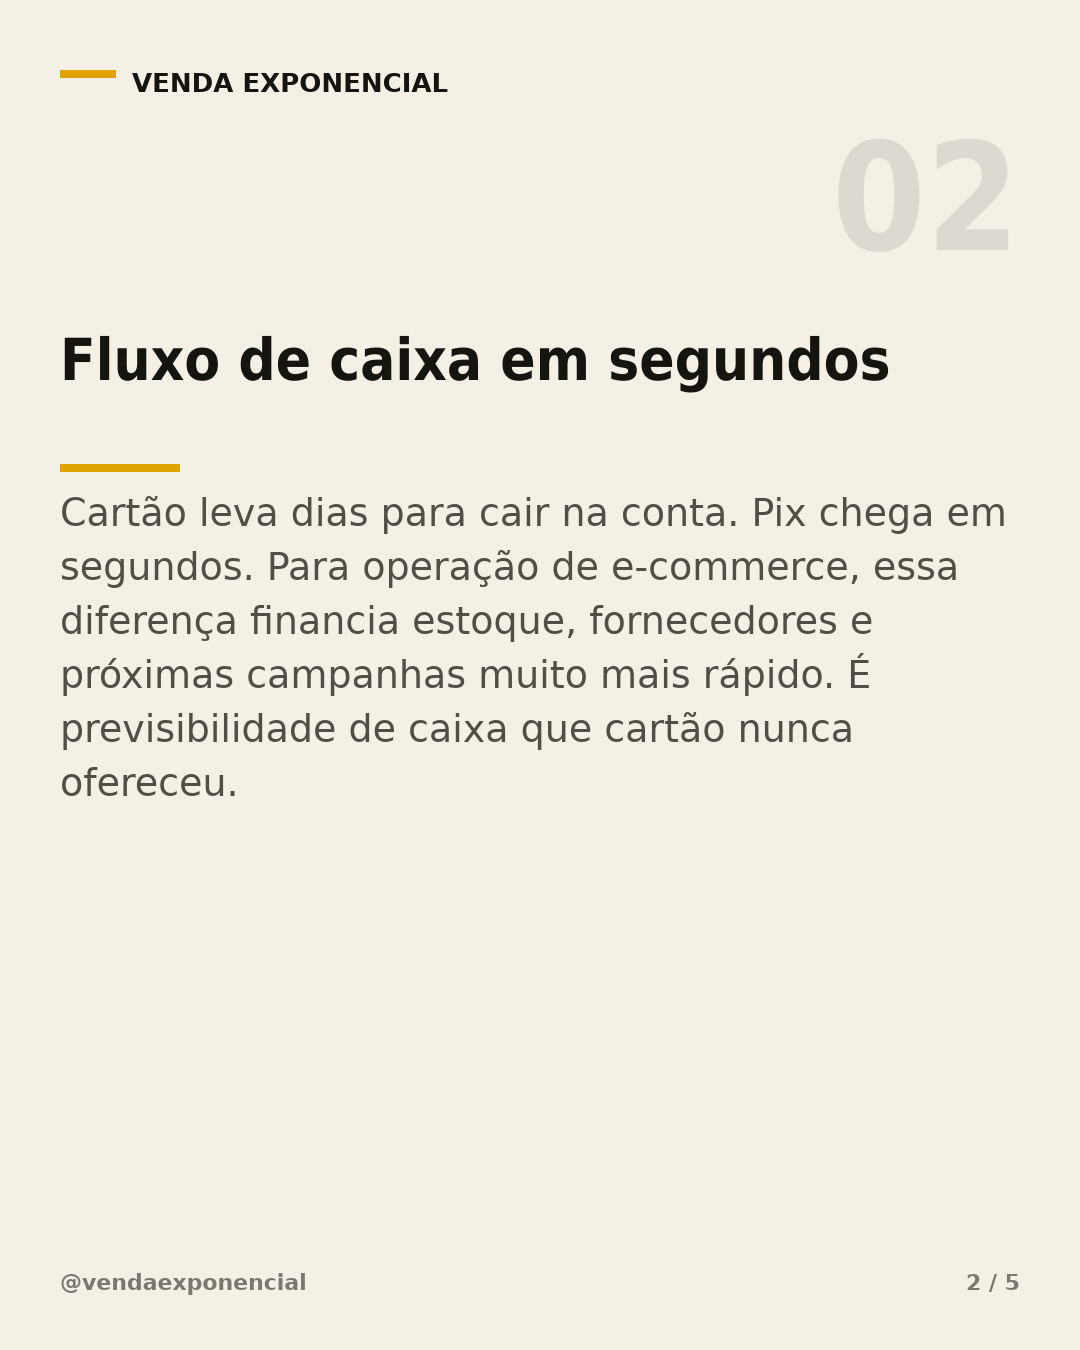 VENDA EXPONENCIAL
02
Fluxo de caixa em segundos
Cartão leva dias para cair na conta. Pix chega em
segundos. Para operação de e-commerce, essa
diferença financia estoque, fornecedores e
próximas campanhas muito mais rápido. É
previsibilidade de caixa que cartão nunca
ofereceu.
@vendaexponencial
2 / 5